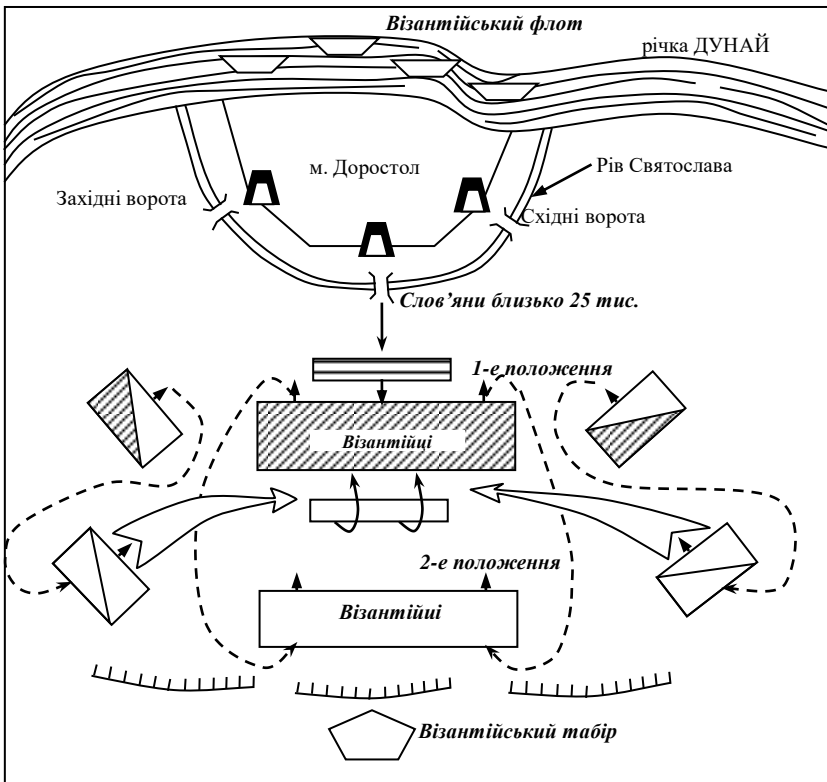 Візантійський флот
річка ДУНАЙ
м. Доростол
Рів Святослава
Західні ворота
Східні ворота
Слов’яни близько 25 тис.
1-е положення
Візантійці
2-е положення
Візантійиі
Візантійський табір